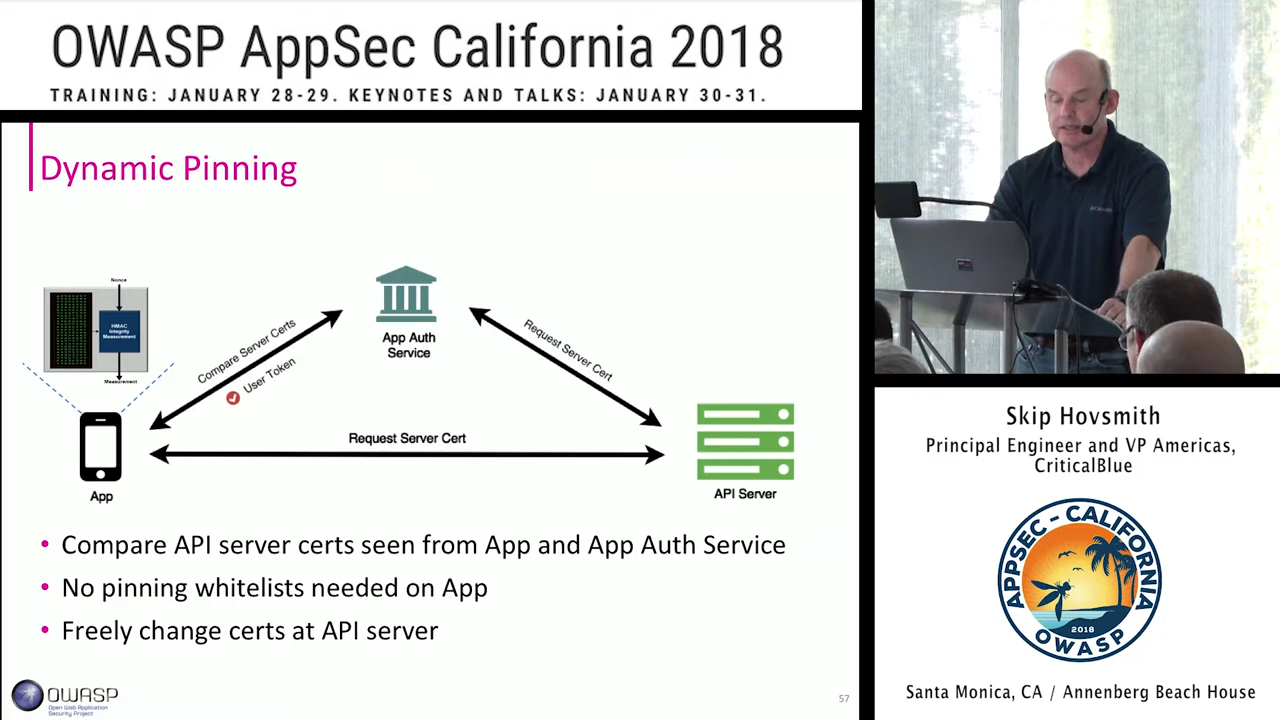 OWASP AppSec California 2018
TRAINING: JANUARY 28-29. KEYNOTES AND TALKS: JANUARY 30-31.
Dynamic Pinning
Nonce
HMAC
Integrity
Measurement
Measurement
Compare Server Certs
User Token
App Auth
Service
Request Server Cert
Request Server Cert
App
API Server
• Compare API server certs seen from App and App Auth Service
• No pinning whitelists needed on App
• Freely change certs at API server
OWASP
Open Web Application
Security Project
57
Skip Hovsmith
Principal Engineer and VP Americas,
CriticalBlue
APPSEC - CALIFORNIA
2018
OWASP
Santa Monica, CA / Annenberg Beach House